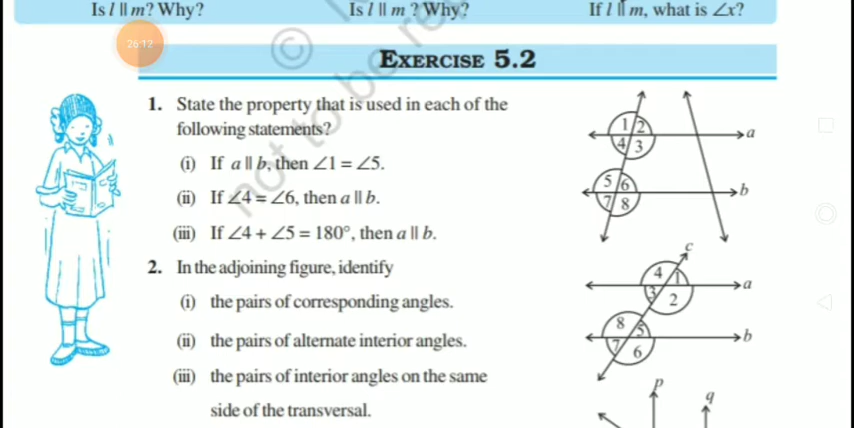 Is l || m? Why?
Is l || m ? Why?
If l || m, what is ∠x?
26:12
EXERCISE 5.2
©
not to be re
1. State the property that is used in each of the
following statements?
(i) If a || b, then ∠1 = ∠5.
(ii) If ∠4 = ∠6, then a || b.
(iii) If ∠4 + ∠5 = 180°, then a || b.
1 2
4 3
a
5 6
7 8
b
2. In the adjoining figure, identify
(i) the pairs of corresponding angles.
(ii) the pairs of alternate interior angles.
(iii) the pairs of interior angles on the same
side of the transversal.
c
4 1
3 2
a
8 5
7 6
b
p
q